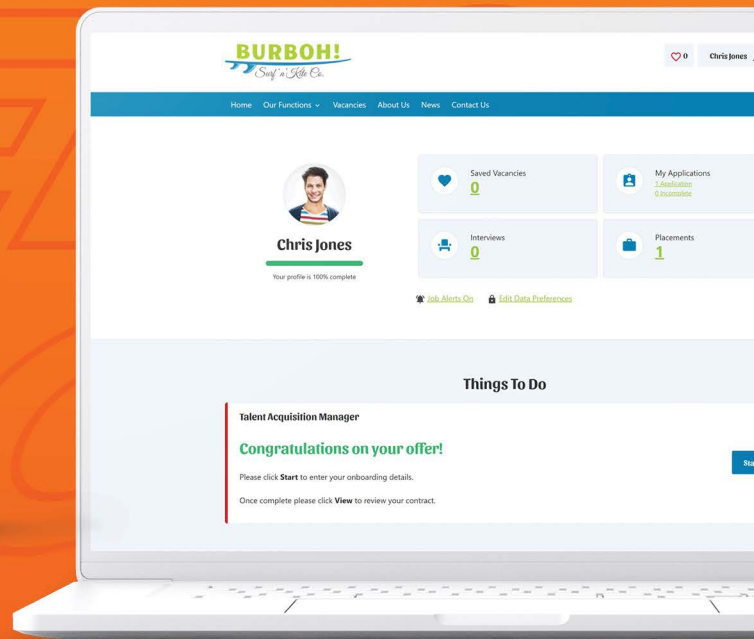 BURBOH!
Surf 'n' Kite Co.
0
Chris Jones
Home Our Functions Vacancies About Us News Contact Us
Saved Vacancies
0
My Applications
1 Application
0 Incomplete
Chris Jones
Interviews
0
Placements
1
Your profile is 100% complete
Job Alerts On Edit Data Preferences
Things To Do
Talent Acquisition Manager
Congratulations on your offer!
Please click Start to enter your onboarding details.
Sta
Once complete please click View to review your contract.